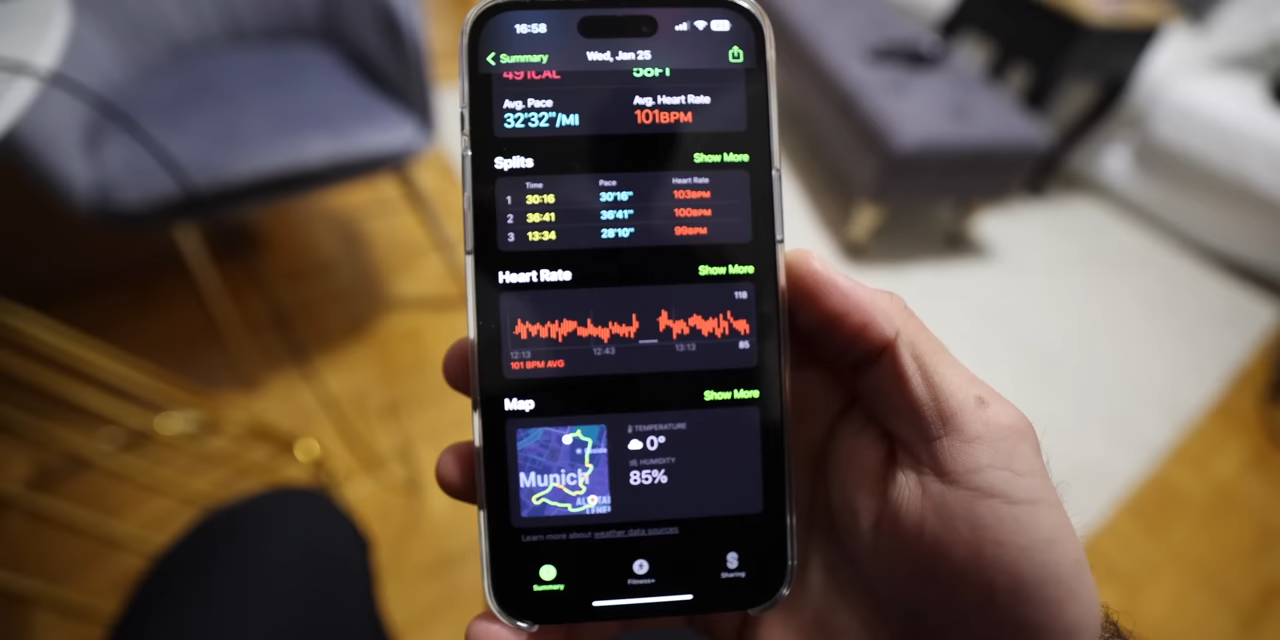 16:58
Summary
Wed, Jan 25
491CAL 58FT
Avg. Pace Avg. Heart Rate
32'32"/MI 101BPM
Splits Show More
Time Pace Heart Rate
1 30:16 30'16" 103BPM
2 36:41 36'41" 100BPM
3 13:34 28'10" 99BPM
Heart Rate Show More
118
12:13 12:43 13:13 85
101 BPM AVG
Map Show More
TEMPERATURE
0°
HUMIDITY
85%
Munich
Learn more about weather data sources
Summary Fitness+ Sharing